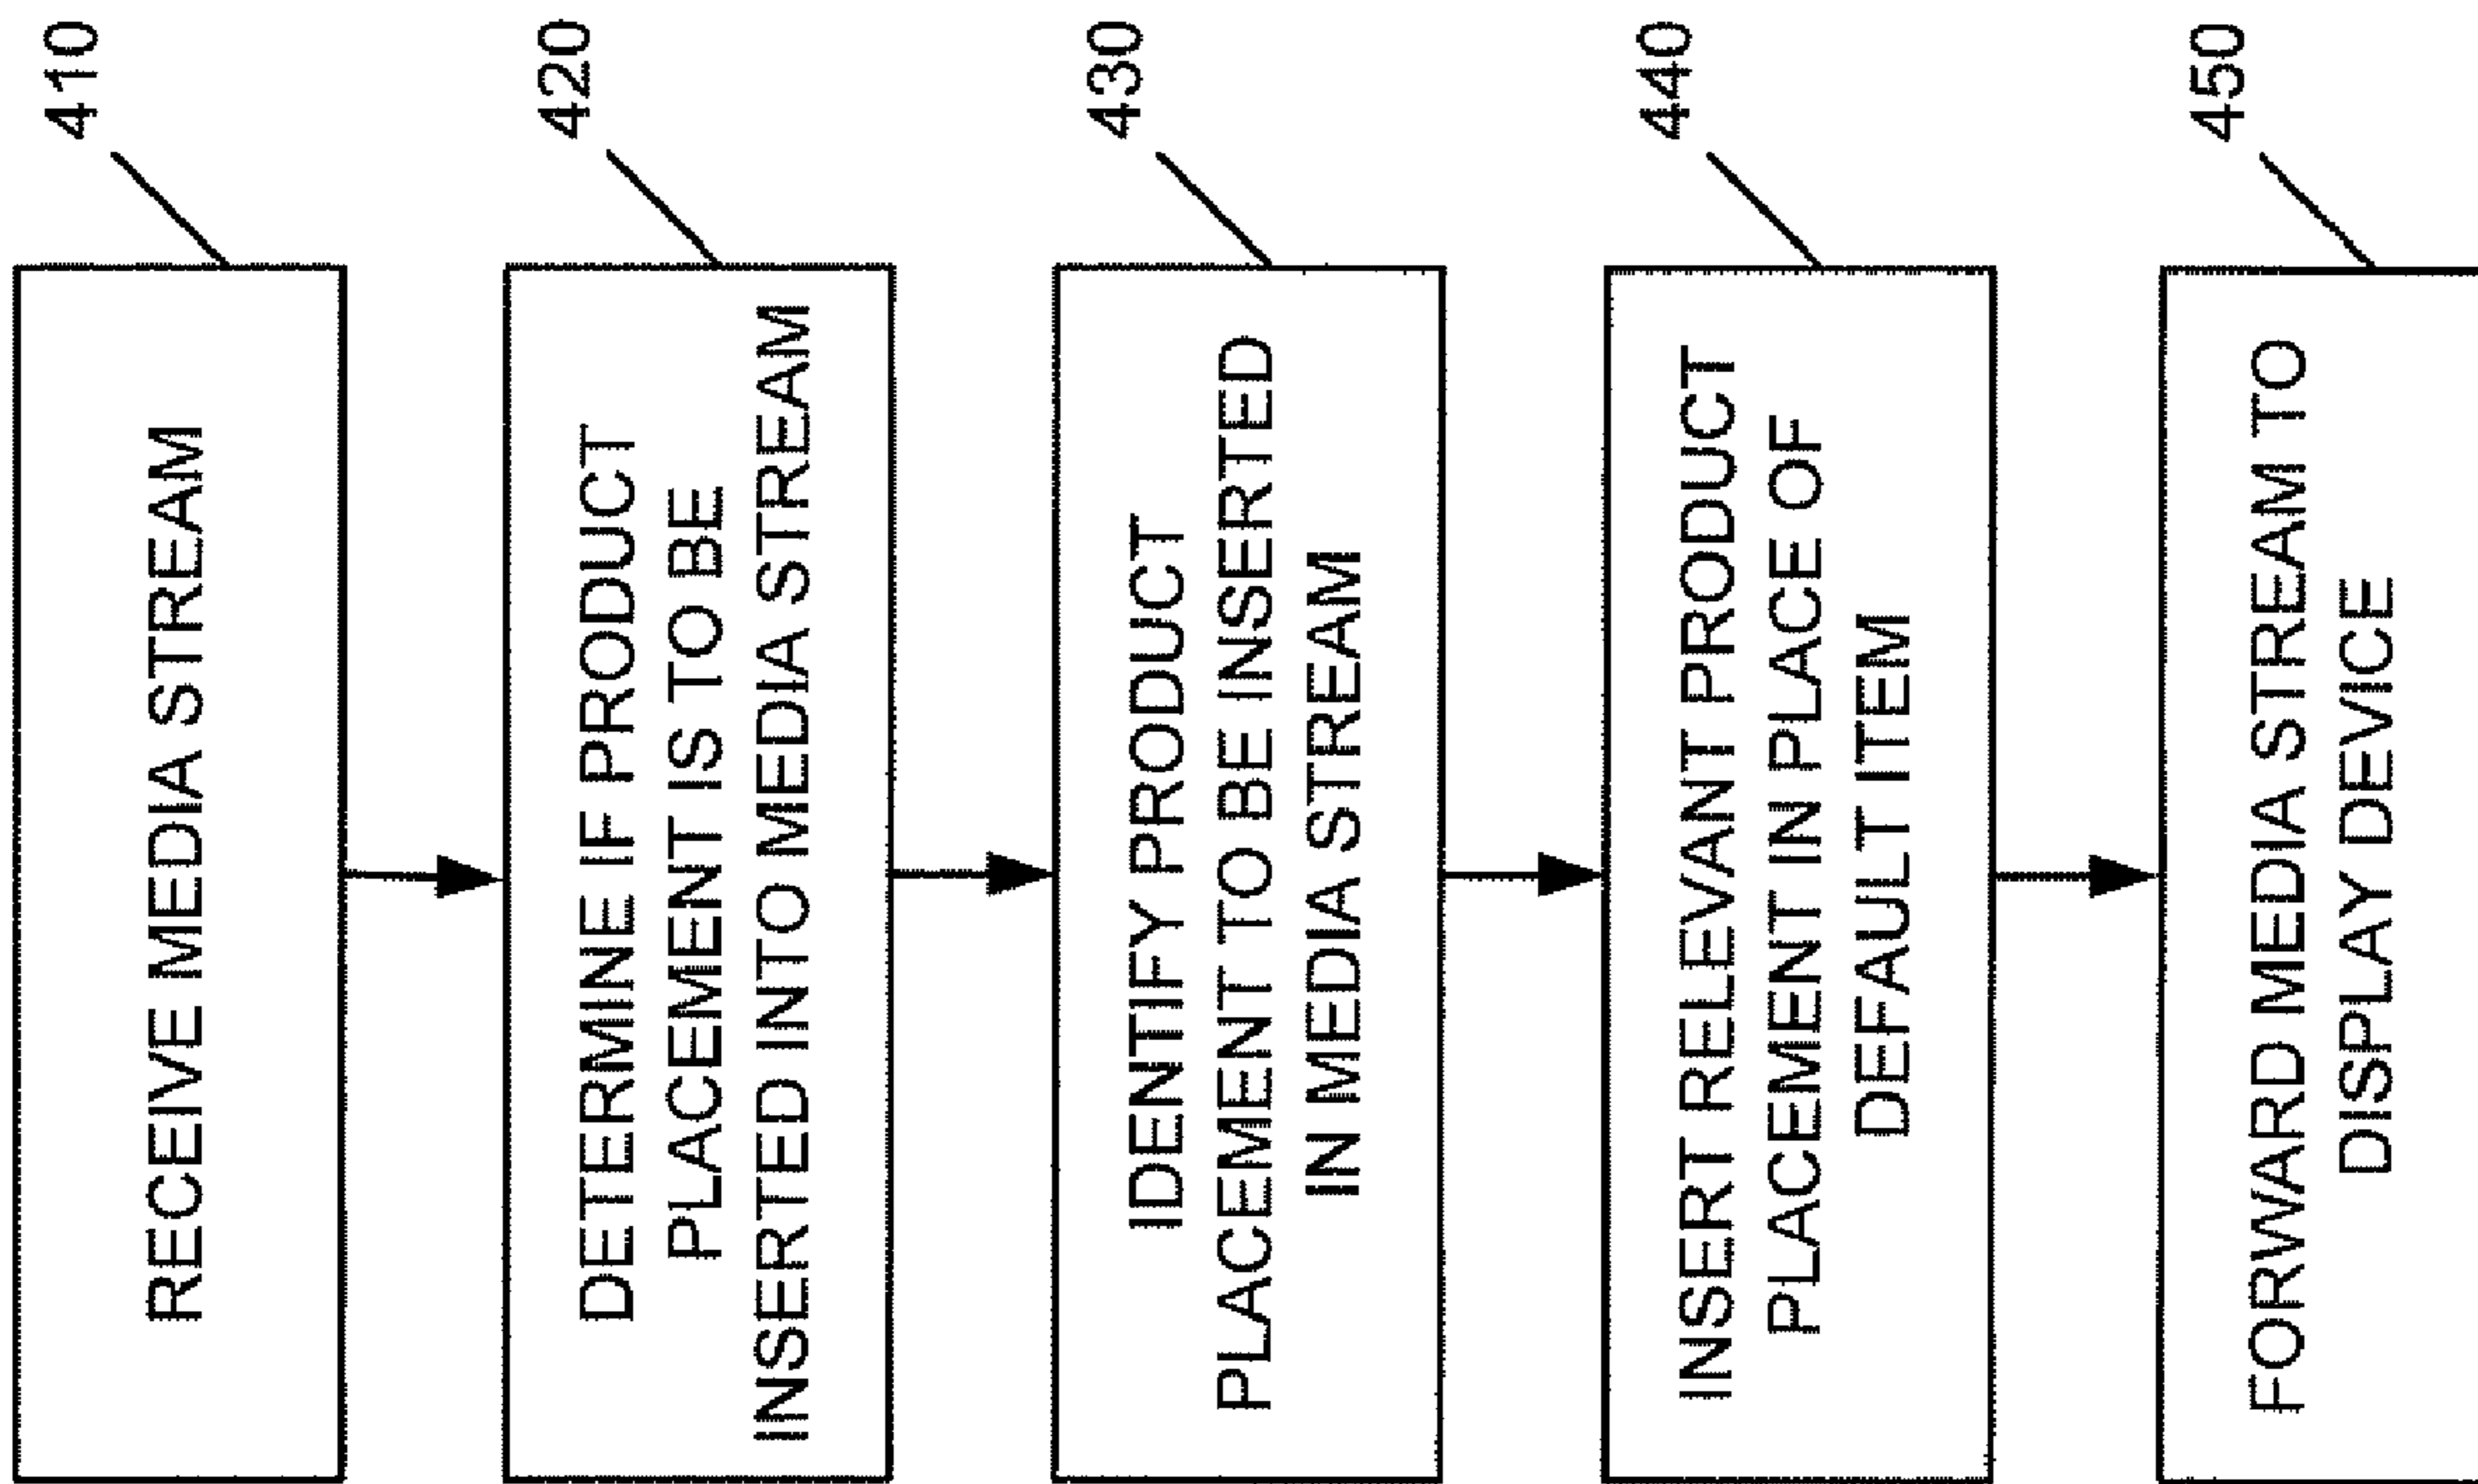 410
RECEIVE MEDIA STREAM
420
DETERMINE IF PRODUCT
PLACEMENT IS TO BE
INSERTED INTO MEDIA STREAM
430
IDENTIFY PRODUCT
PLACEMENT TO BE INSERTED
IN MEDIA STREAM
440
INSERT RELEVANT PRODUCT
PLACEMENT IN PLACE OF
DEFAULT ITEM
450
FORWARD MEDIA STREAM TO
DISPLAY DEVICE